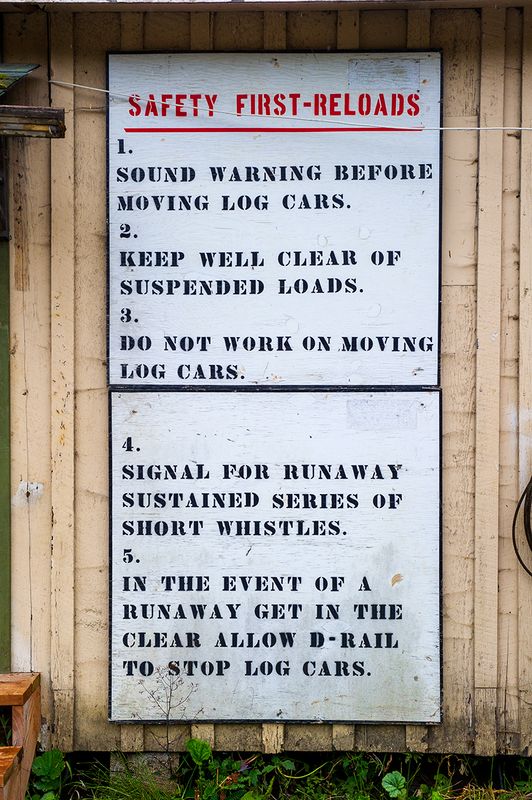 SAFETY FIRST-RELOADS
1.
SOUND WARNING BEFORE
MOVING LOG CARS.
2.
KEEP WELL CLEAR OF
SUSPENDED LOADS.
3.
DO NOT WORK ON MOVING
LOG CARS.
4.
SIGNAL FOR RUNAWAY
SUSTAINED SERIES OF
SHORT WHISTLES.
5.
IN THE EVENT OF A
RUNAWAY GET IN THE
CLEAR ALLOW D-RAIL
TO STOP LOG CARS.